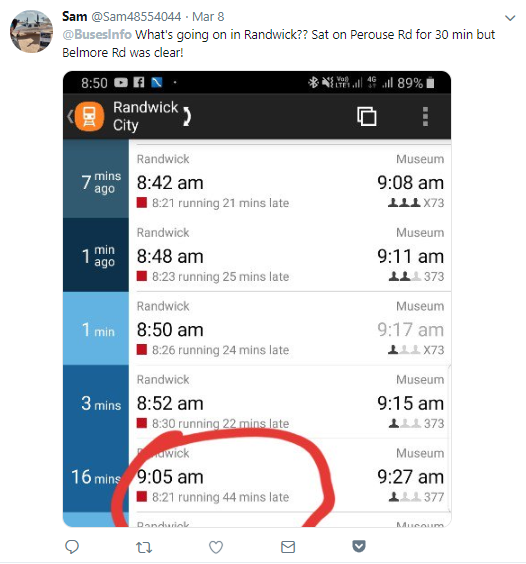 Sam @Sam48554044 · Mar 8
@BusesInfo What's going on in Randwick?? Sat on Perouse Rd for 30 min but
Belmore Rd was clear!
8:50 89%
Randwick
City
Randwick Museum
7 mins ago 8:42 am 9:08 am
8:21 running 21 mins late X73
Randwick Museum
1 min ago 8:48 am 9:11 am
8:23 running 25 mins late 373
Randwick Museum
1 min 8:50 am 9:17 am
8:26 running 24 mins late X73
Randwick Museum
3 mins 8:52 am 9:15 am
8:30 running 22 mins late 373
Randwick Museum
16 mins 9:05 am 9:27 am
8:21 running 44 mins late 377
Randwick Museum